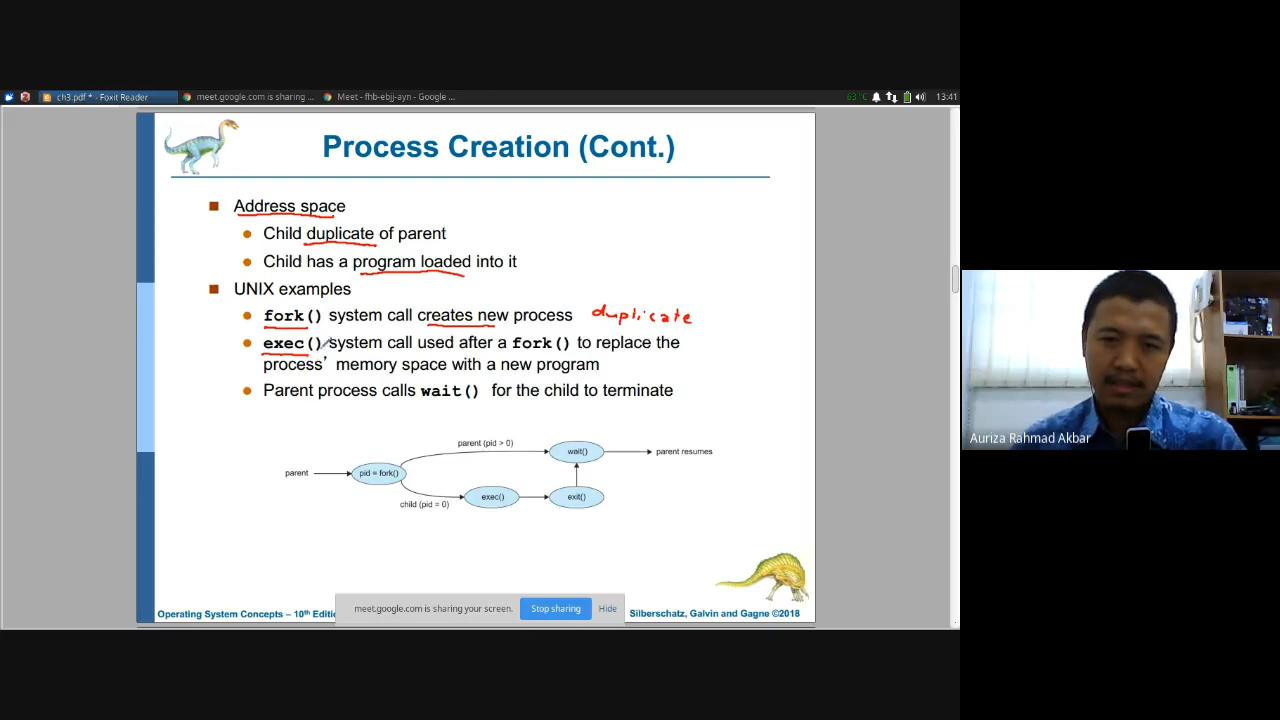 ch3.pdf * - Foxit Reader
meet.google.com is sharing ...
Meet - fhb-ebjj-ayn - Google ...
63°C
13:41
Process Creation (Cont.)
Address space
Child duplicate of parent
Child has a program loaded into it
UNIX examples
fork() system call creates new process duplicate
exec() system call used after a fork() to replace the
process’ memory space with a new program
Parent process calls wait() for the child to terminate
parent (pid > 0)
parent
pid = fork()
wait()
parent resumes
child (pid = 0)
exec()
exit()
Auriza Rahmad Akbar
Operating System Concepts – 10th Editio
meet.google.com is sharing your screen.
Stop sharing
Hide
Silberschatz, Galvin and Gagne ©2018